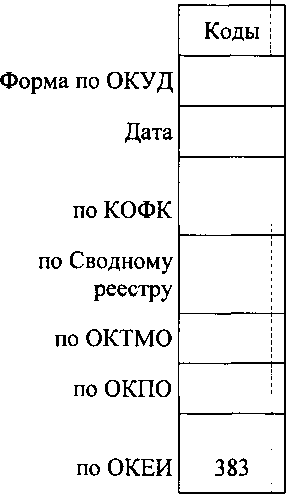 Коды
Форма по ОКУД
Дата
по КОФК
по Сводному
реестру
по ОКТМО
по ОКПО
по ОКЕИ 383